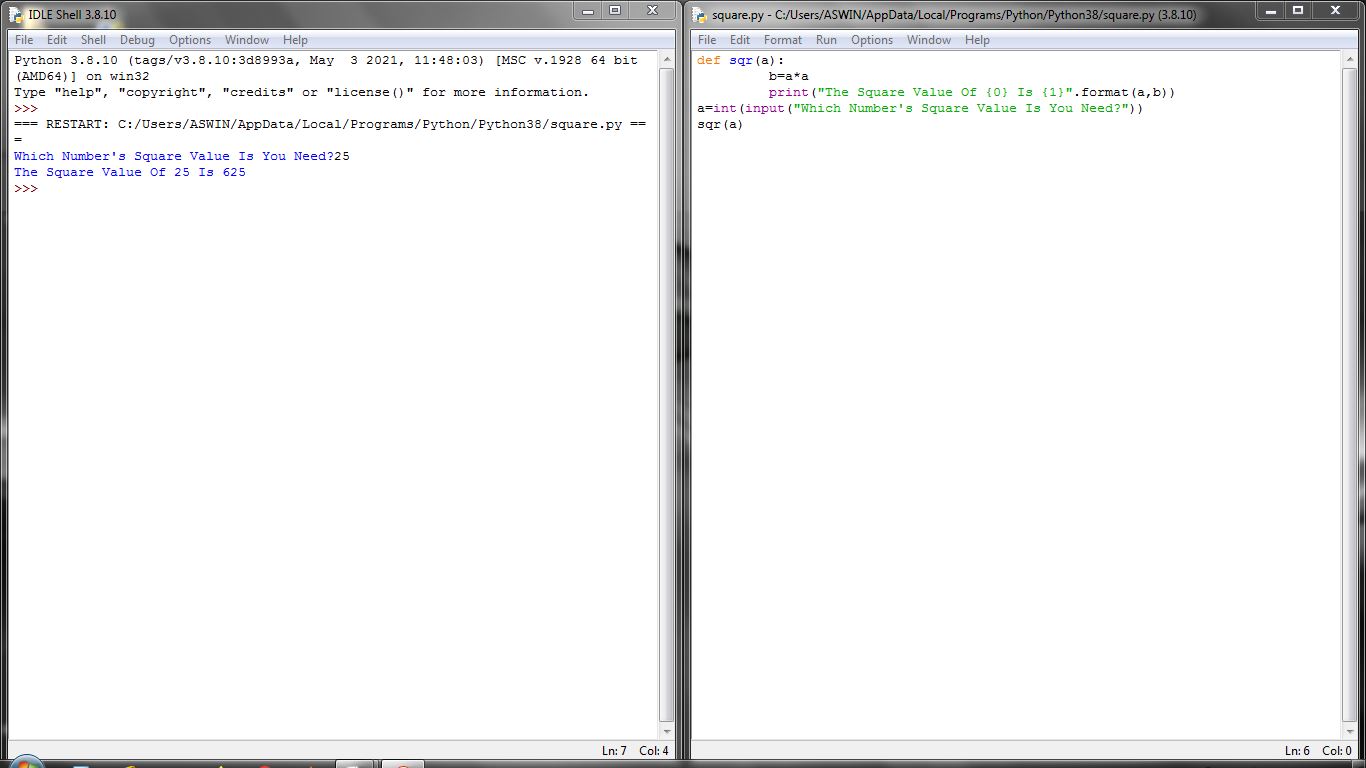 IDLE Shell 3.8.10
File Edit Shell Debug Options Window Help
Python 3.8.10 (tags/v3.8.10:3d8993a, May  3 2021, 11:48:03) [MSC v.1928 64 bit
(AMD64)] on win32
Type "help", "copyright", "credits" or "license()" for more information.
>>>
=== RESTART: C:/Users/ASWIN/AppData/Local/Programs/Python/Python38/square.py ==
=
Which Number's Square Value Is You Need?25
The Square Value Of 25 Is 625
>>>
Ln: 7 Col: 4
square.py - C:/Users/ASWIN/AppData/Local/Programs/Python/Python38/square.py (3.8.10)
File Edit Format Run Options Window Help
def sqr(a):
        b=a*a
        print("The Square Value Of {0} Is {1}".format(a,b))
a=int(input("Which Number's Square Value Is You Need?"))
sqr(a)
Ln: 6 Col: 0